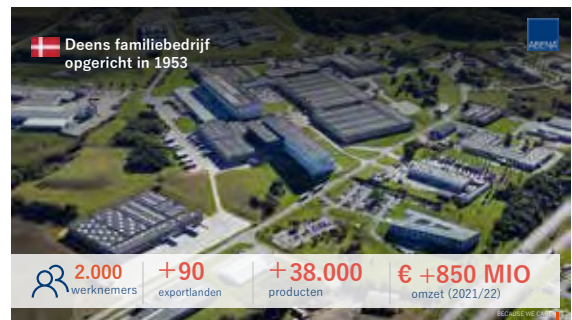 Deens familiebedrijf
opgericht in 1953
ABENA
2.000
werknemers
+90
exportlanden
+38.000
producten
€ +850 MIO
omzet (2021/22)
BECAUSE WE CARE